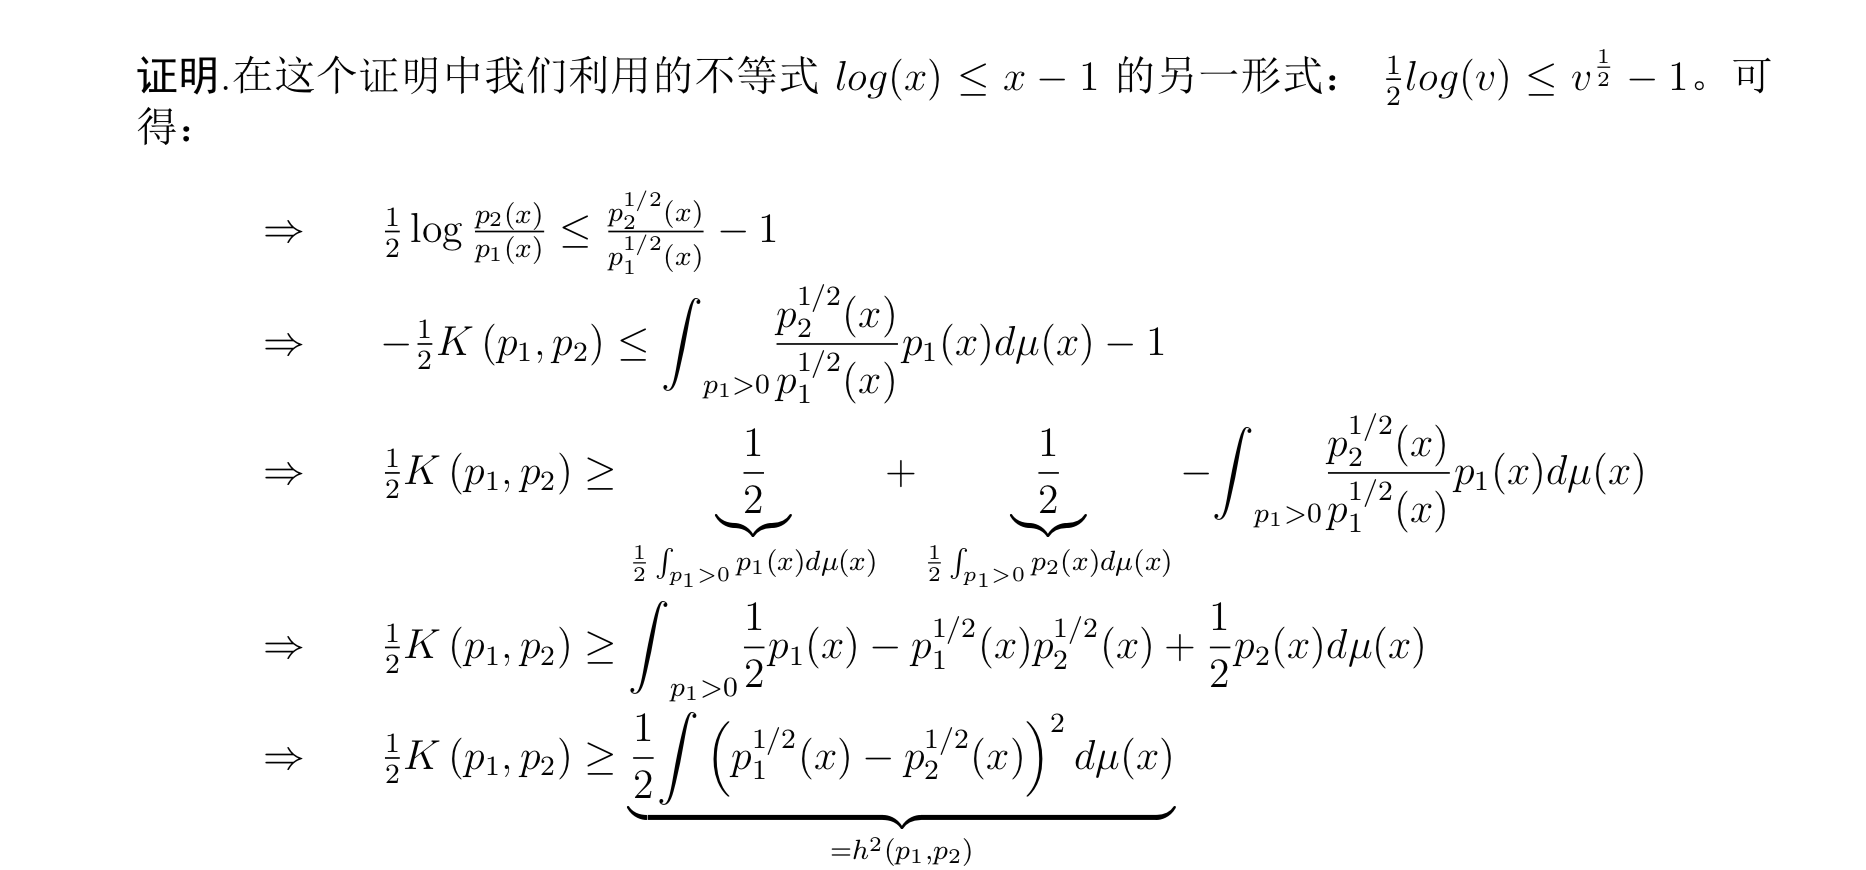 证明.在这个证明中我们利用的不等式 $log(x) \leq x - 1$ 的另一形式： $\frac{1}{2}log(v) \leq v^{\frac{1}{2}} - 1$。可
得：
$\Rightarrow \quad \frac{1}{2}\log\frac{p_2(x)}{p_1(x)} \leq \frac{p_2^{1/2}(x)}{p_1^{1/2}(x)} - 1$
$\Rightarrow \quad -\frac{1}{2}K(p_1, p_2) \leq \int_{p_1>0} \frac{p_2^{1/2}(x)}{p_1^{1/2}(x)} p_1(x)d\mu(x) - 1$
$\Rightarrow \quad \frac{1}{2}K(p_1, p_2) \geq \underbrace{\frac{1}{2}}_{\frac{1}{2}\int_{p_1>0} p_1(x)d\mu(x)} + \underbrace{\frac{1}{2}}_{\frac{1}{2}\int_{p_1>0} p_2(x)d\mu(x)} - \int_{p_1>0} \frac{p_2^{1/2}(x)}{p_1^{1/2}(x)} p_1(x)d\mu(x)$
$\Rightarrow \quad \frac{1}{2}K(p_1, p_2) \geq \int_{p_1>0} \frac{1}{2}p_1(x) - p_1^{1/2}(x)p_2^{1/2}(x) + \frac{1}{2}p_2(x)d\mu(x)$
$\Rightarrow \quad \frac{1}{2}K(p_1, p_2) \geq \underbrace{\frac{1}{2}\int \left(p_1^{1/2}(x) - p_2^{1/2}(x)\right)^2 d\mu(x)}_{=h^2(p_1,p_2)}$